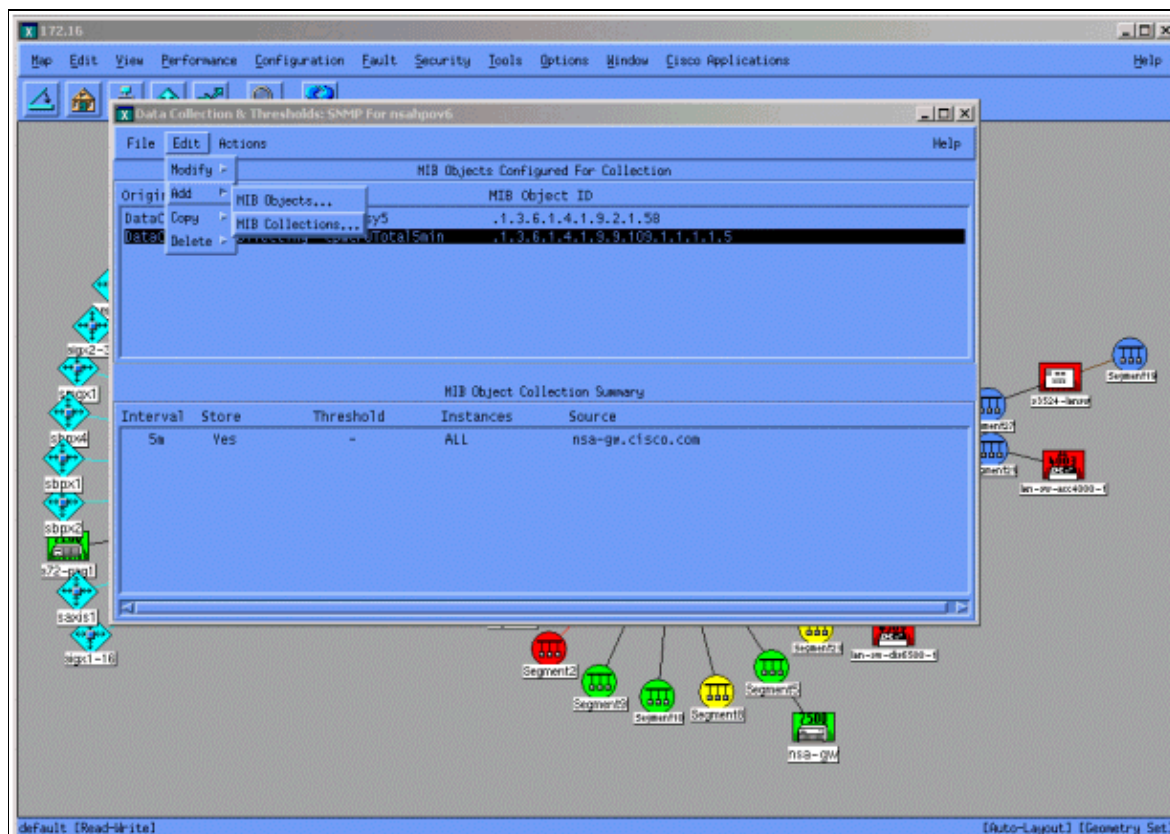 172.16
Map Edit View Performance Configuration Fault Security Tools Options Window Cisco Applications Help
Data Collection & Thresholds: SNMP For nsahpov6
File Edit Actions Help
Modify
MIB Objects Configured For Collection
Add
MIB Object ID
MIB Objects...
Copy
.1.3.6.1.4.1.9.2.1.58
MIB Collections...
Delete
.1.3.6.1.4.1.9.9.109.1.1.1.1.5
MIB Object Collection Summary
Interval Store Threshold Instances Source
5m Yes - ALL nsa-gw.cisco.com
sbpx4
sbpx1
sbpx2
saxis1
Segment19
Segment2
Segment9
Segment10
Segment8
Segment5
7500
nsa-gw
default [Read-Write] [Auto-Layout] [Geometry Set